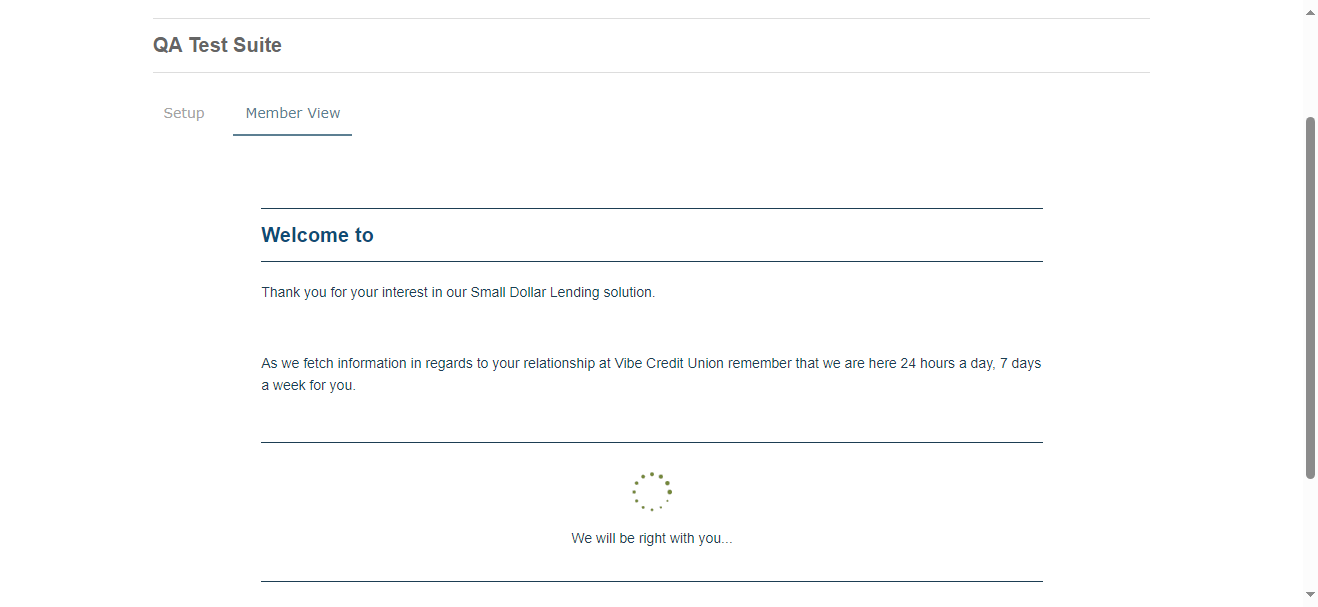 QA Test Suite
Setup
Member View
Welcome to
Thank you for your interest in our Small Dollar Lending solution.
As we fetch information in regards to your relationship at Vibe Credit Union remember that we are here 24 hours a day, 7 days
a week for you.
We will be right with you...